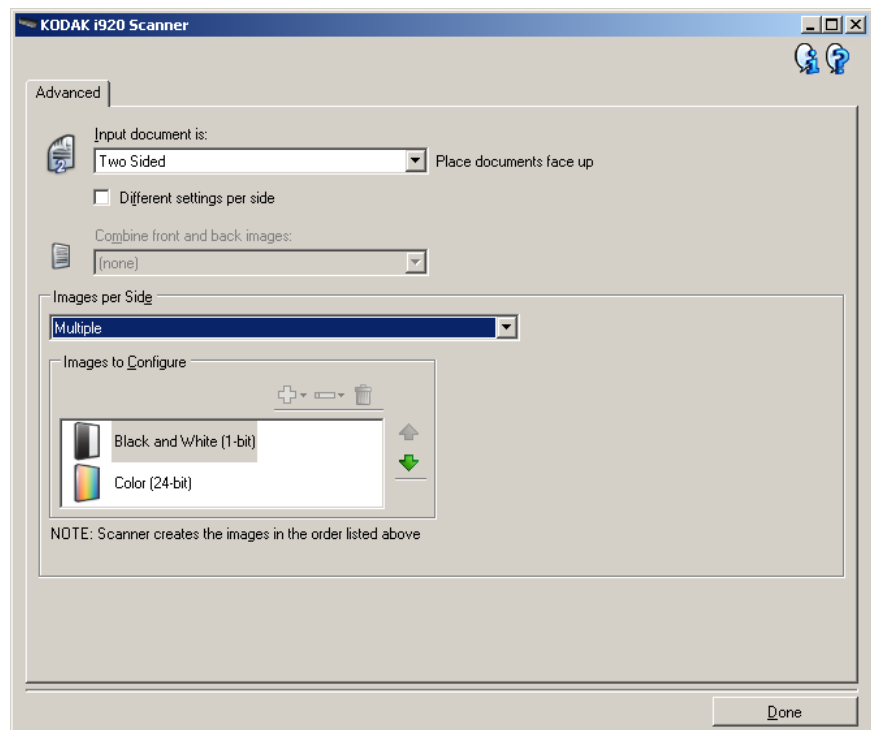 KODAK i920 Scanner
Advanced
Input document is:
Two Sided
Place documents face up
Different settings per side
Combine front and back images:
(none)
Images per Side
Multiple
Images to Configure
Black and White (1-bit)
Color (24-bit)
NOTE: Scanner creates the images in the order listed above
Done